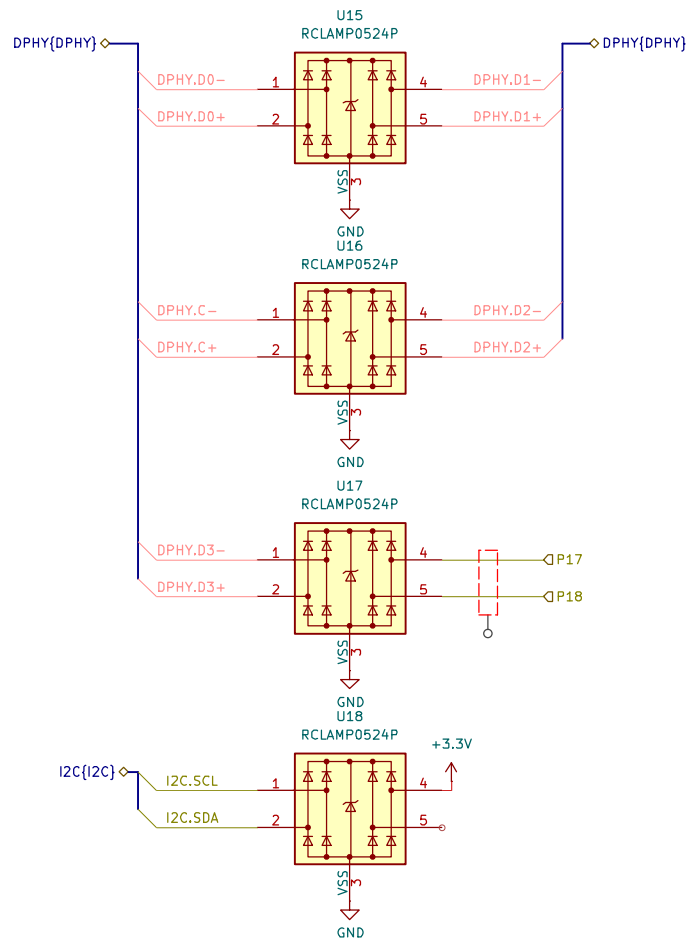 U15
RCLAMP0524P
DPHY{DPHY}
DPHY{DPHY}
DPHY.D0-
1
4
DPHY.D1-
DPHY.D0+
2
5
DPHY.D1+
VSS
3
GND
U16
RCLAMP0524P
DPHY.C-
1
4
DPHY.D2-
DPHY.C+
2
5
DPHY.D2+
VSS
3
GND
U17
RCLAMP0524P
DPHY.D3-
1
4
P17
DPHY.D3+
2
5
P18
VSS
3
GND
U18
RCLAMP0524P
+3.3V
I2C{I2C}
I2C.SCL
1
4
I2C.SDA
2
5
VSS
3
GND